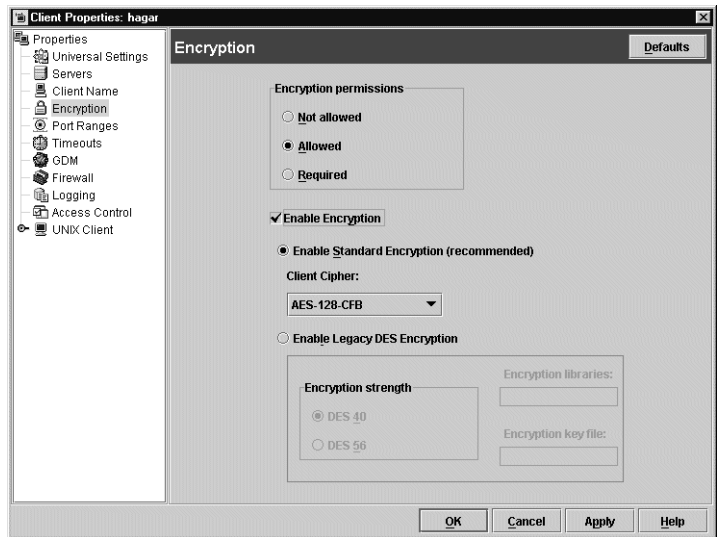 Client Properties: hagar
Properties
Universal Settings
Servers
Client Name
Encryption
Port Ranges
Timeouts
GDM
Firewall
Logging
Access Control
UNIX Client
Encryption
Defaults
Encryption permissions
Not allowed
Allowed
Required
Enable Encryption
Enable Standard Encryption (recommended)
Client Cipher:
AES-128-CFB
Enable Legacy DES Encryption
Encryption strength
DES 40
DES 56
Encryption libraries:
Encryption key file:
OK
Cancel
Apply
Help